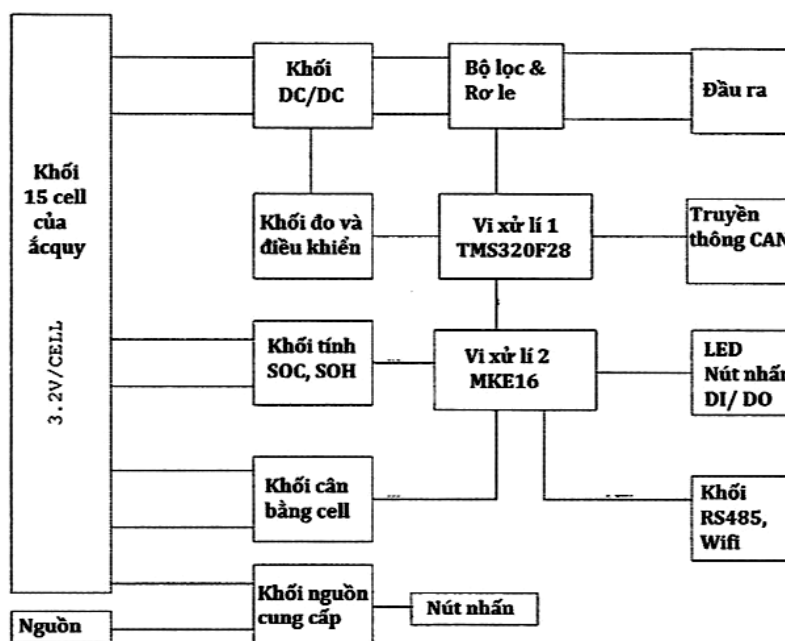 Khối
DC/DC
Bộ lọc &
Rơ le
Đầu ra
Khối
15 cell
của
ắcquy
3.2V/CELL
Khối đo và
điều khiển
Vi xử lí 1
TMS320F28
Truyền
thông CAN
Khối tính
SOC, SOH
Vi xử lí 2
MKE16
LED
Nút nhấn
DI/ DO
Khối cân
bằng cell
Khối
RS485,
Wifi
Khối nguồn
cung cấp
Nút nhấn
Nguồn